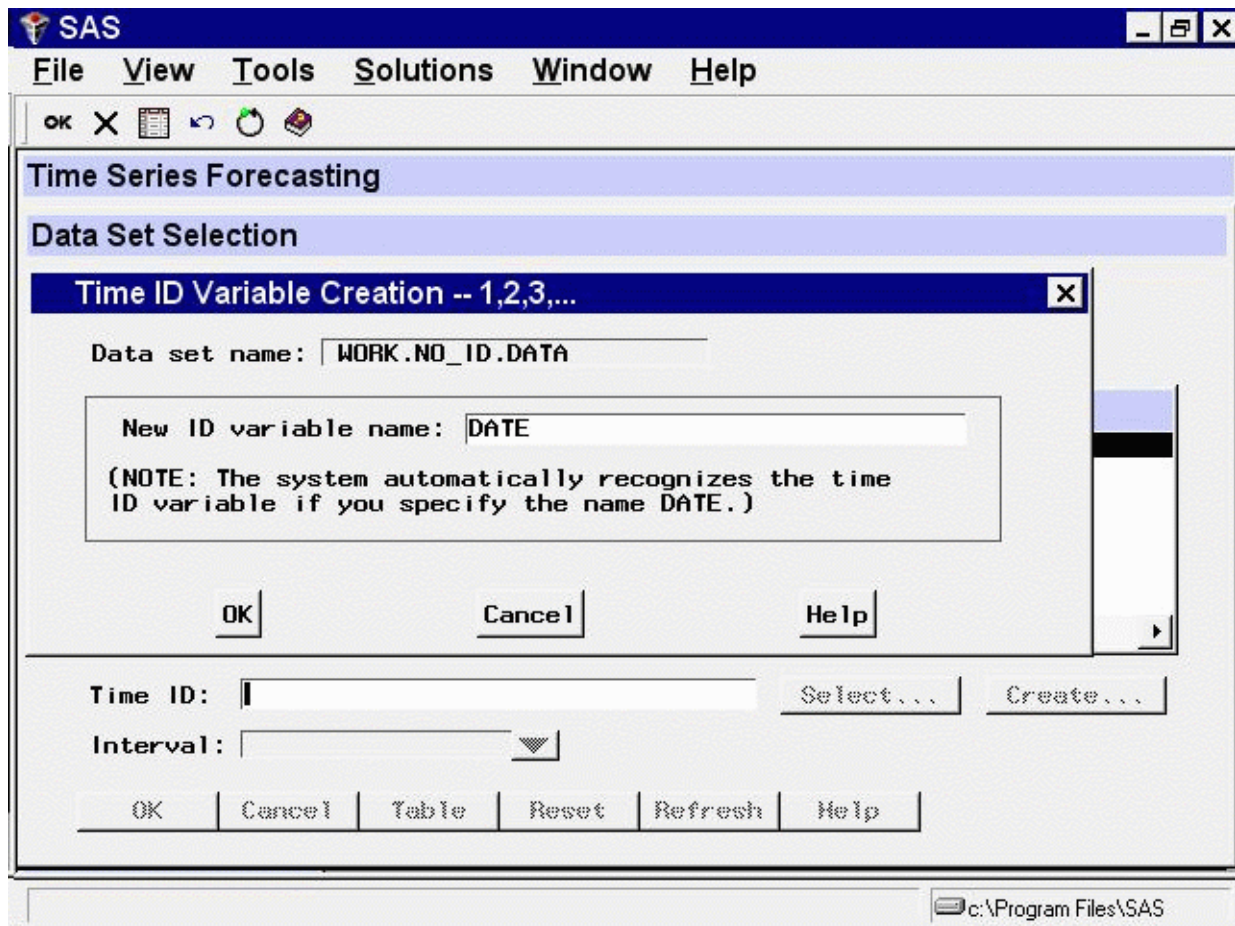 SAS
File View Tools Solutions Window Help
OK
Time Series Forecasting
Data Set Selection
Time ID Variable Creation -- 1,2,3,...
Data set name: WORK.NO_ID.DATA
New ID variable name: DATE
(NOTE: The system automatically recognizes the time
ID variable if you specify the name DATE.)
OK Cancel Help
Time ID: Select... Create...
Interval:
OK Cancel Table Reset Refresh Help
c:\Program Files\SAS